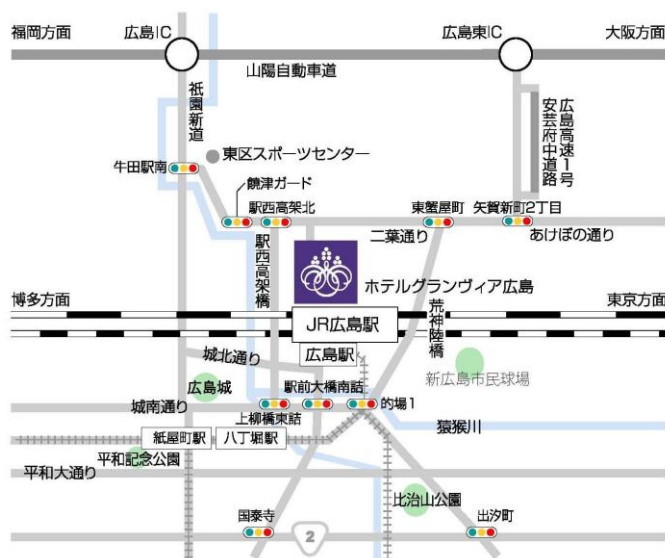 福岡方面
広島IC
広島東IC
大阪方面
山陽自動車道
祇園新道
広島高速1号
安芸府中道路
東区スポーツセンター
牛田駅南
饒津ガード
駅西高架北
東蟹屋町
矢賀新町2丁目
二葉通り
あけぼの通り
駅西高架橋
ホテルグランヴィア広島
博多方面
東京方面
JR広島駅
荒神陸橋
広島駅
城北通り
新広島市民球場
広島城
駅前大橋南詰
城南通り
的場1
上柳橋東詰
猿猴川
紙屋町駅
八丁堀駅
平和記念公園
平和大通り
比治山公園
国泰寺
2
出汐町